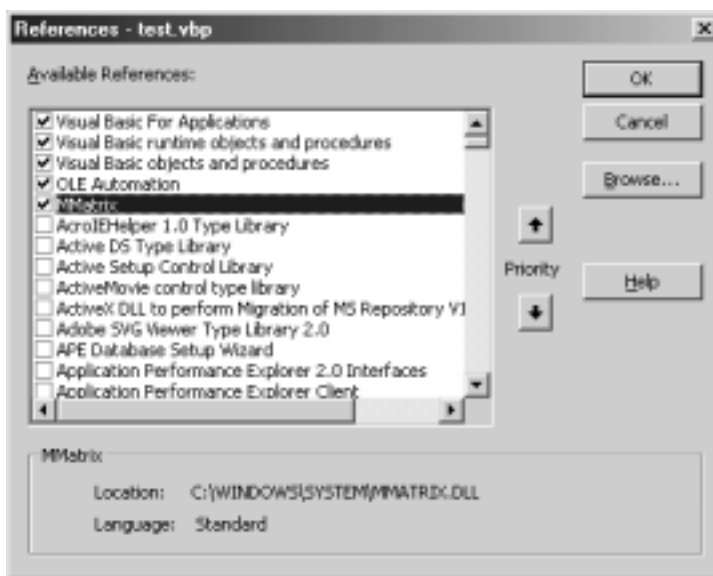 References - test.vbp
Available References:
Visual Basic For Applications
Visual Basic runtime objects and procedures
Visual Basic objects and procedures
OLE Automation
MMatrix
AcroIEHelper 1.0 Type Library
Active DS Type Library
Active Setup Control Library
ActiveMovie control type library
ActiveX DLL to perform Migration of MS Repository V1
Adobe SVG Viewer Type Library 2.0
APE Database Setup Wizard
Application Performance Explorer 2.0 Interfaces
Application Performance Explorer Client
OK
Cancel
Browse...
Priority
Help
MMatrix
Location: C:\WINDOWS\SYSTEM\MMATRIX.DLL
Language: Standard